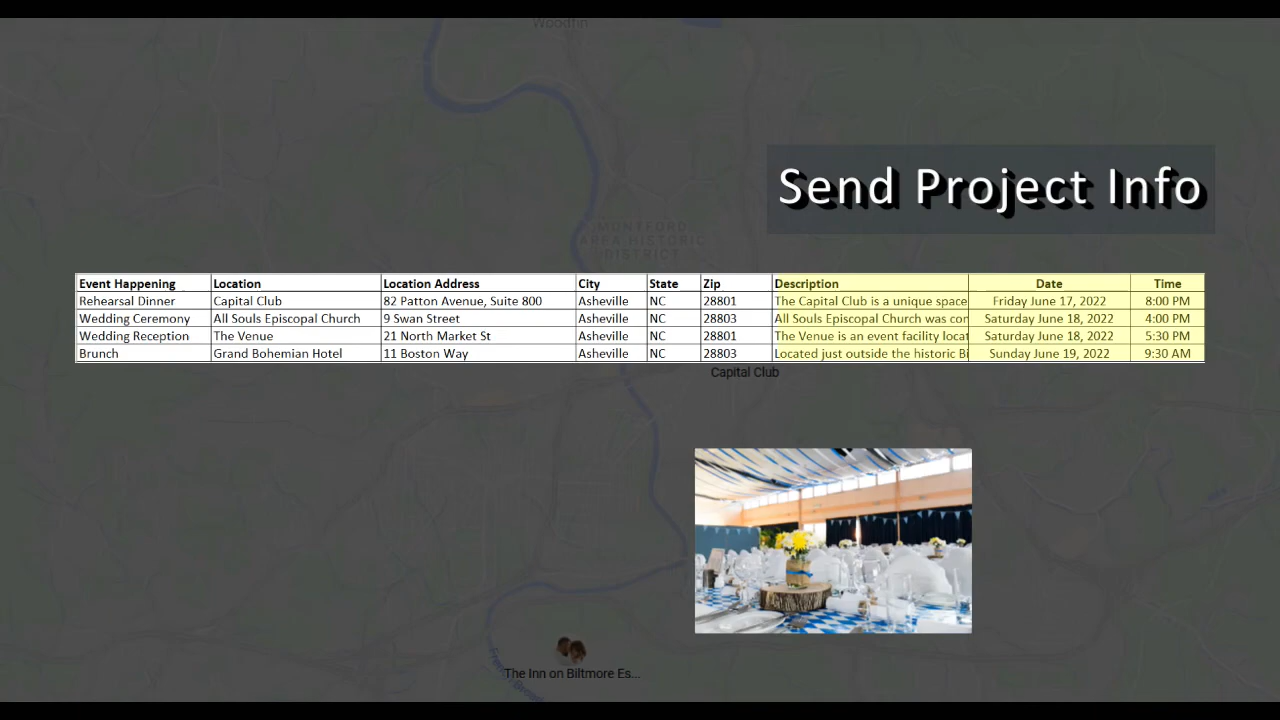 Woodfin
Send Project Info
MONTFORD
AREA HISTORIC
DISTRICT
Event Happening Location Location Address City State Zip Description Date Time
Rehearsal Dinner Capital Club 82 Patton Avenue, Suite 800 Asheville NC 28801 The Capital Club is a unique space Friday June 17, 2022 8:00 PM
Wedding Ceremony All Souls Episcopal Church 9 Swan Street Asheville NC 28803 All Souls Episcopal Church was con Saturday June 18, 2022 4:00 PM
Wedding Reception The Venue 21 North Market St Asheville NC 28801 The Venue is an event facility locat Saturday June 18, 2022 5:30 PM
Brunch Grand Bohemian Hotel 11 Boston Way Asheville NC 28803 Located just outside the historic Bi Sunday June 19, 2022 9:30 AM
Capital Club
The Inn on Biltmore Es...
French Broad